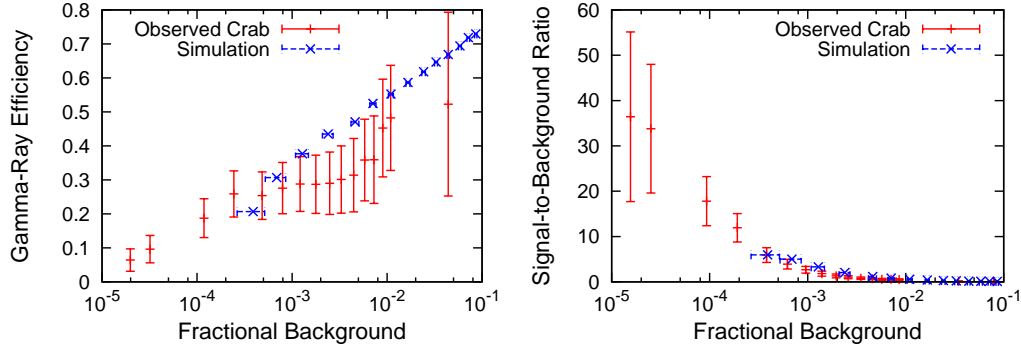 Gamma-Ray Efficiency
0.8
0.7
0.6
0.5
0.4
0.3
0.2
0.1
0
Observed Crab
Simulation
10-5 10-4 10-3 10-2 10-1
Fractional Background
Signal-to-Background Ratio
60
50
40
30
20
10
0
Observed Crab
Simulation
10-5 10-4 10-3 10-2 10-1
Fractional Background